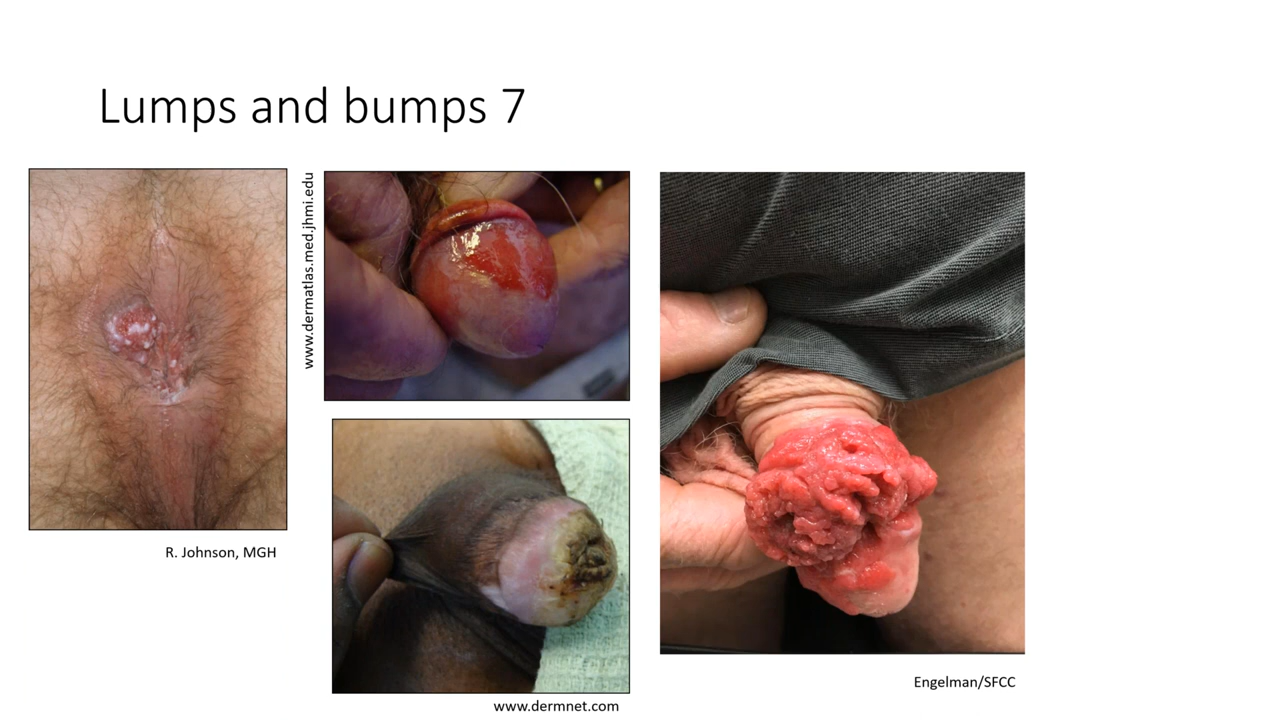 Lumps and bumps 7
www.dermatlas.med.jhmi.edu
R. Johnson, MGH
Engelman/SFCC
www.dermnet.com